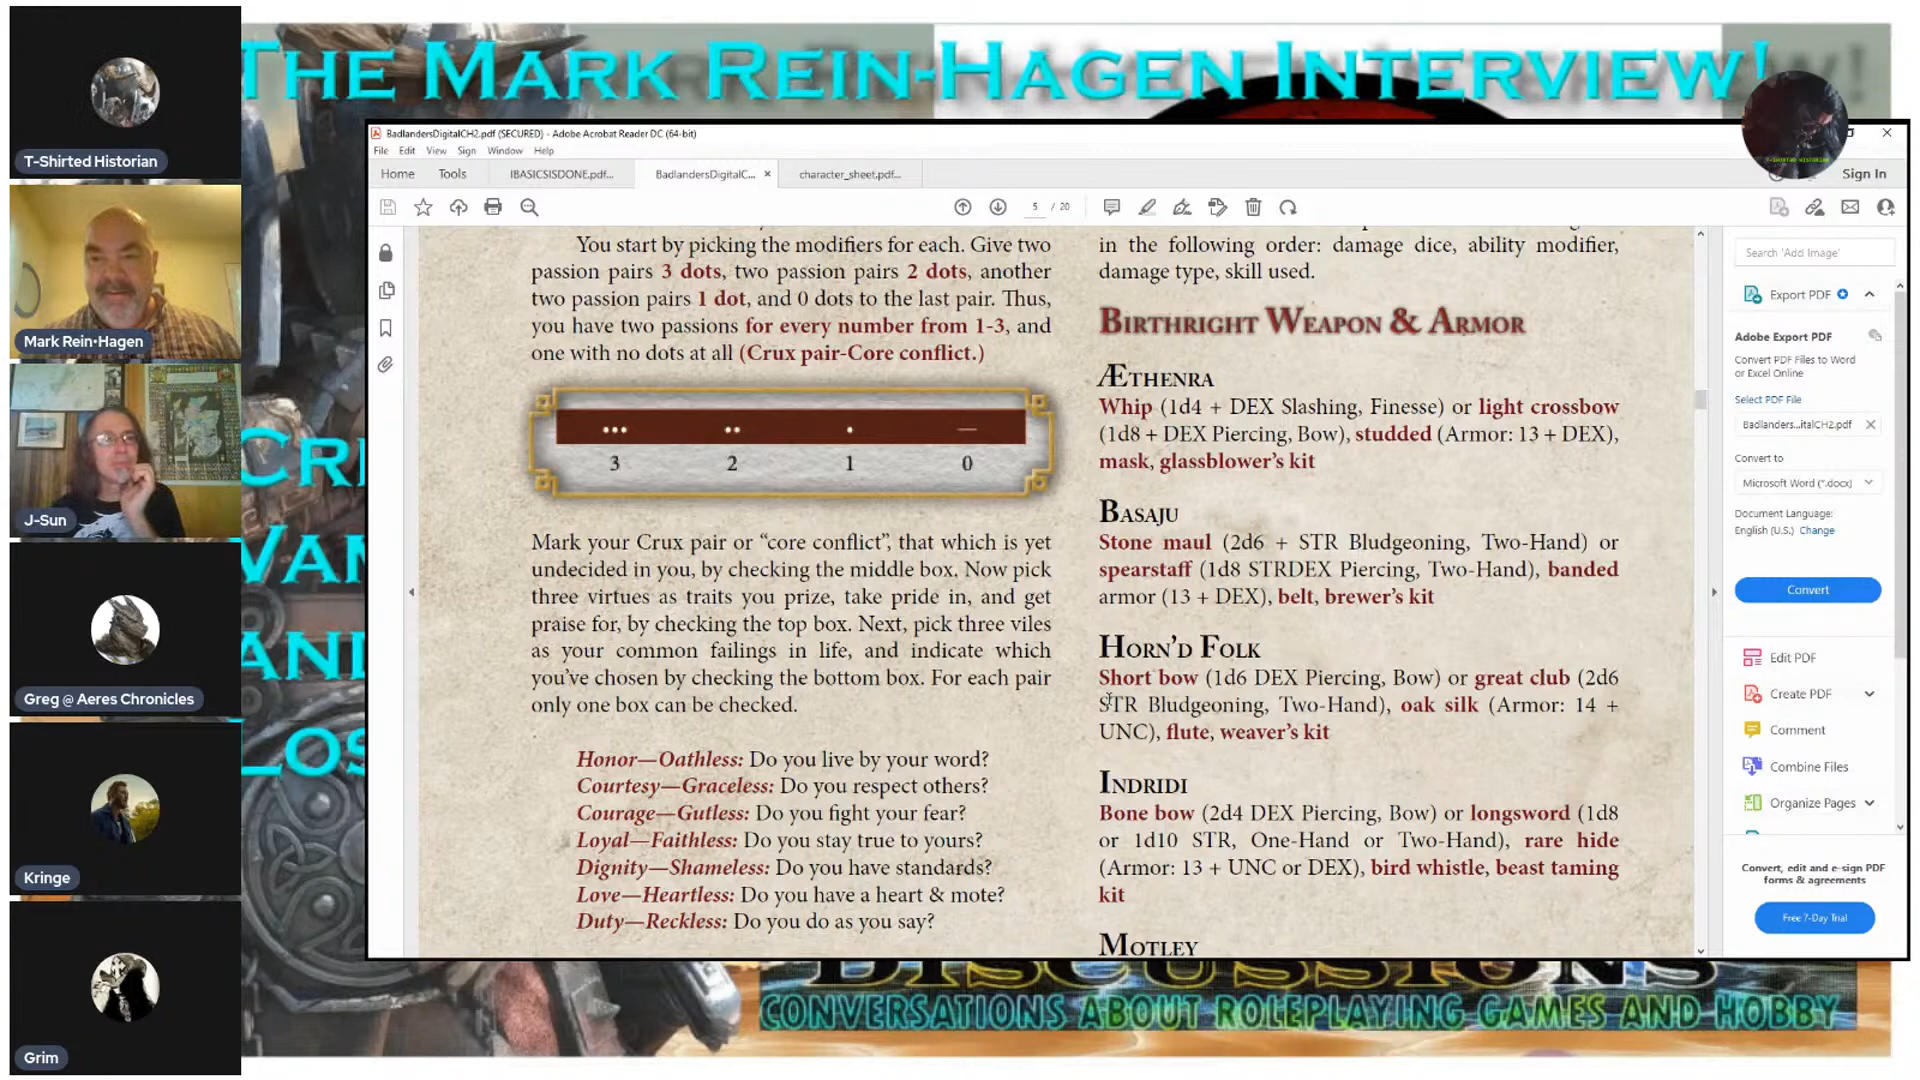 THE MARK REIN-HAGEN INTERVIEW!
T-Shirted Historian
Mark Rein•Hagen
J-Sun
Greg @ Aeres Chronicles
Kringe
Grim
BadlandersDigitalCH2.pdf (SECURED) - Adobe Acrobat Reader DC (64-bit)
File Edit View Sign Window Help
Home Tools IBASICSISDONE.pdf... BadlandersDigitalC... × character_sheet.pdf...
Sign In
5 / 20
You start by picking the modifiers for each. Give two
passion pairs 3 dots, two passion pairs 2 dots, another
two passion pairs 1 dot, and 0 dots to the last pair. Thus,
you have two passions for every number from 1-3, and
one with no dots at all (Crux pair-Core conflict.)
3 2 1 0
Mark your Crux pair or “core conflict”, that which is yet
undecided in you, by checking the middle box. Now pick
three virtues as traits you prize, take pride in, and get
praise for, by checking the top box. Next, pick three viles
as your common failings in life, and indicate which
you’ve chosen by checking the bottom box. For each pair
only one box can be checked.
Honor—Oathless: Do you live by your word?
Courtesy—Graceless: Do you respect others?
Courage—Gutless: Do you fight your fear?
Loyal—Faithless: Do you stay true to yours?
Dignity—Shameless: Do you have standards?
Love—Heartless: Do you have a heart & mote?
Duty—Reckless: Do you do as you say?
in the following order: damage dice, ability modifier,
damage type, skill used.
BIRTHRIGHT WEAPON & ARMOR
ÆTHENRA
Whip (1d4 + DEX Slashing, Finesse) or light crossbow
(1d8 + DEX Piercing, Bow), studded (Armor: 13 + DEX),
mask, glassblower’s kit
BASAJU
Stone maul (2d6 + STR Bludgeoning, Two-Hand) or
spearstaff (1d8 STRDEX Piercing, Two-Hand), banded
armor (13 + DEX), belt, brewer’s kit
HORN’D FOLK
Short bow (1d6 DEX Piercing, Bow) or great club (2d6
STR Bludgeoning, Two-Hand), oak silk (Armor: 14 +
UNC), flute, weaver’s kit
INDRIDI
Bone bow (2d4 DEX Piercing, Bow) or longsword (1d8
or 1d10 STR, One-Hand or Two-Hand), rare hide
(Armor: 13 + UNC or DEX), bird whistle, beast taming
kit
MOTLEY
Search 'Add Image'
Export PDF
Adobe Export PDF
Convert PDF Files to Word
or Excel Online
Select PDF File
Badlanders...italCH2.pdf ×
Convert to
Microsoft Word (*.docx)
Document Language:
English (U.S.) Change
Convert
Edit PDF
Create PDF
Comment
Combine Files
Organize Pages
Convert, edit and e-sign PDF
forms & agreements
Free 7-Day Trial
DISCUSSIONS
CONVERSATIONS ABOUT ROLEPLAYING GAMES AND HOBBY